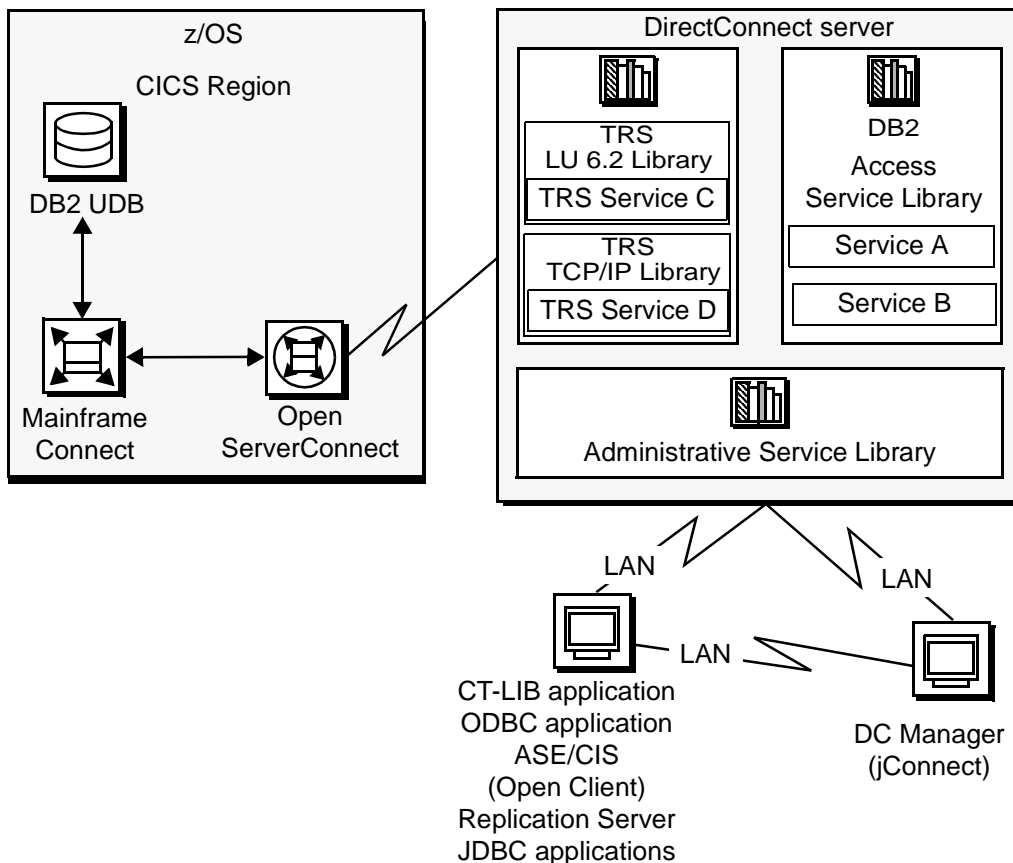 z/OS
CICS Region
DB2 UDB
Mainframe
Connect
Open
ServerConnect
DirectConnect server
TRS
LU 6.2 Library
TRS Service C
TRS
TCP/IP Library
TRS Service D
DB2
Access
Service Library
Service A
Service B
Administrative Service Library
LAN
LAN
LAN
CT-LIB application
ODBC application
ASE/CIS
(Open Client)
Replication Server
JDBC applications
DC Manager
(jConnect)